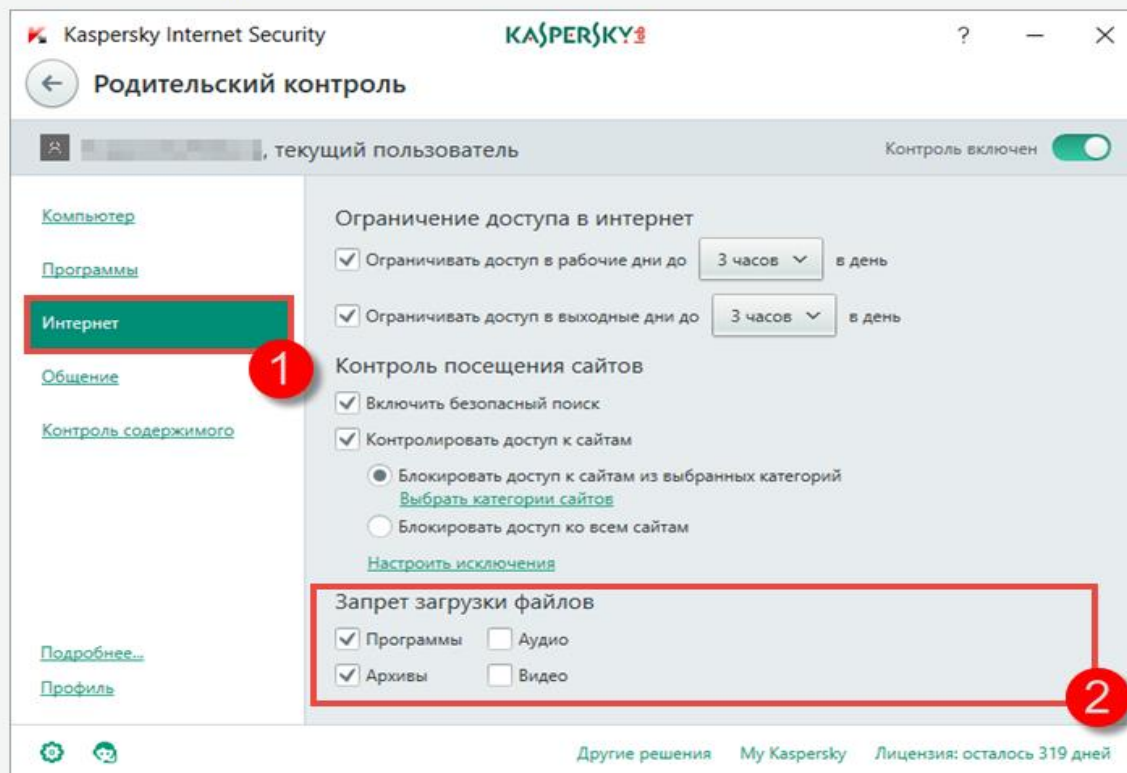 Kaspersky Internet Security
KASPERSKY lab
? — ×
Родительский контроль
, текущий пользователь
Контроль включен
Компьютер
Программы
Интернет
1
Общение
Контроль содержимого
Подробнее...
Профиль
Ограничение доступа в интернет
Ограничивать доступ в рабочие дни до 3 часов в день
Ограничивать доступ в выходные дни до 3 часов в день
Контроль посещения сайтов
Включить безопасный поиск
Контролировать доступ к сайтам
Блокировать доступ к сайтам из выбранных категорий
Выбрать категории сайтов
Блокировать доступ ко всем сайтам
Настроить исключения
Запрет загрузки файлов
Программы Аудио
Архивы Видео
2
Другие решения My Kaspersky Лицензия: осталось 319 дней